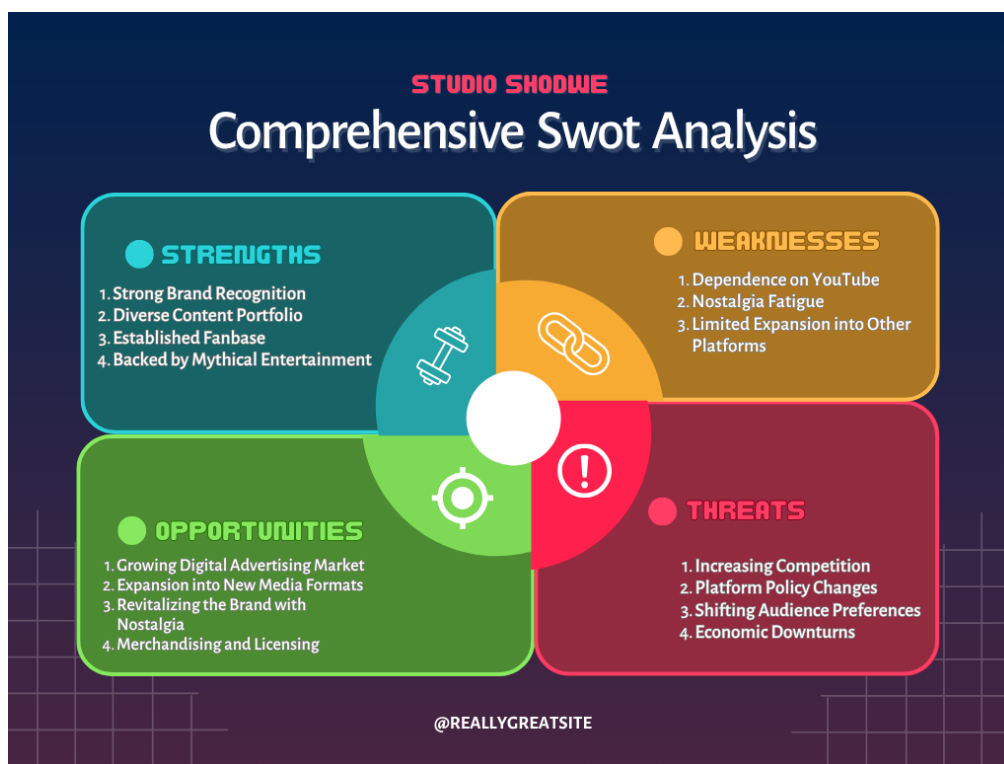 STUDIO SHODWE
Comprehensive Swot Analysis
STRENGTHS
1. Strong Brand Recognition
2. Diverse Content Portfolio
3. Established Fanbase
4. Backed by Mythical Entertainment
WEAKNESSES
1. Dependence on YouTube
2. Nostalgia Fatigue
3. Limited Expansion into Other
Platforms
OPPORTUNITIES
1. Growing Digital Advertising Market
2. Expansion into New Media Formats
3. Revitalizing the Brand with
Nostalgia
4. Merchandising and Licensing
THREATS
1. Increasing Competition
2. Platform Policy Changes
3. Shifting Audience Preferences
4. Economic Downturns
@REALLYGREATSITE